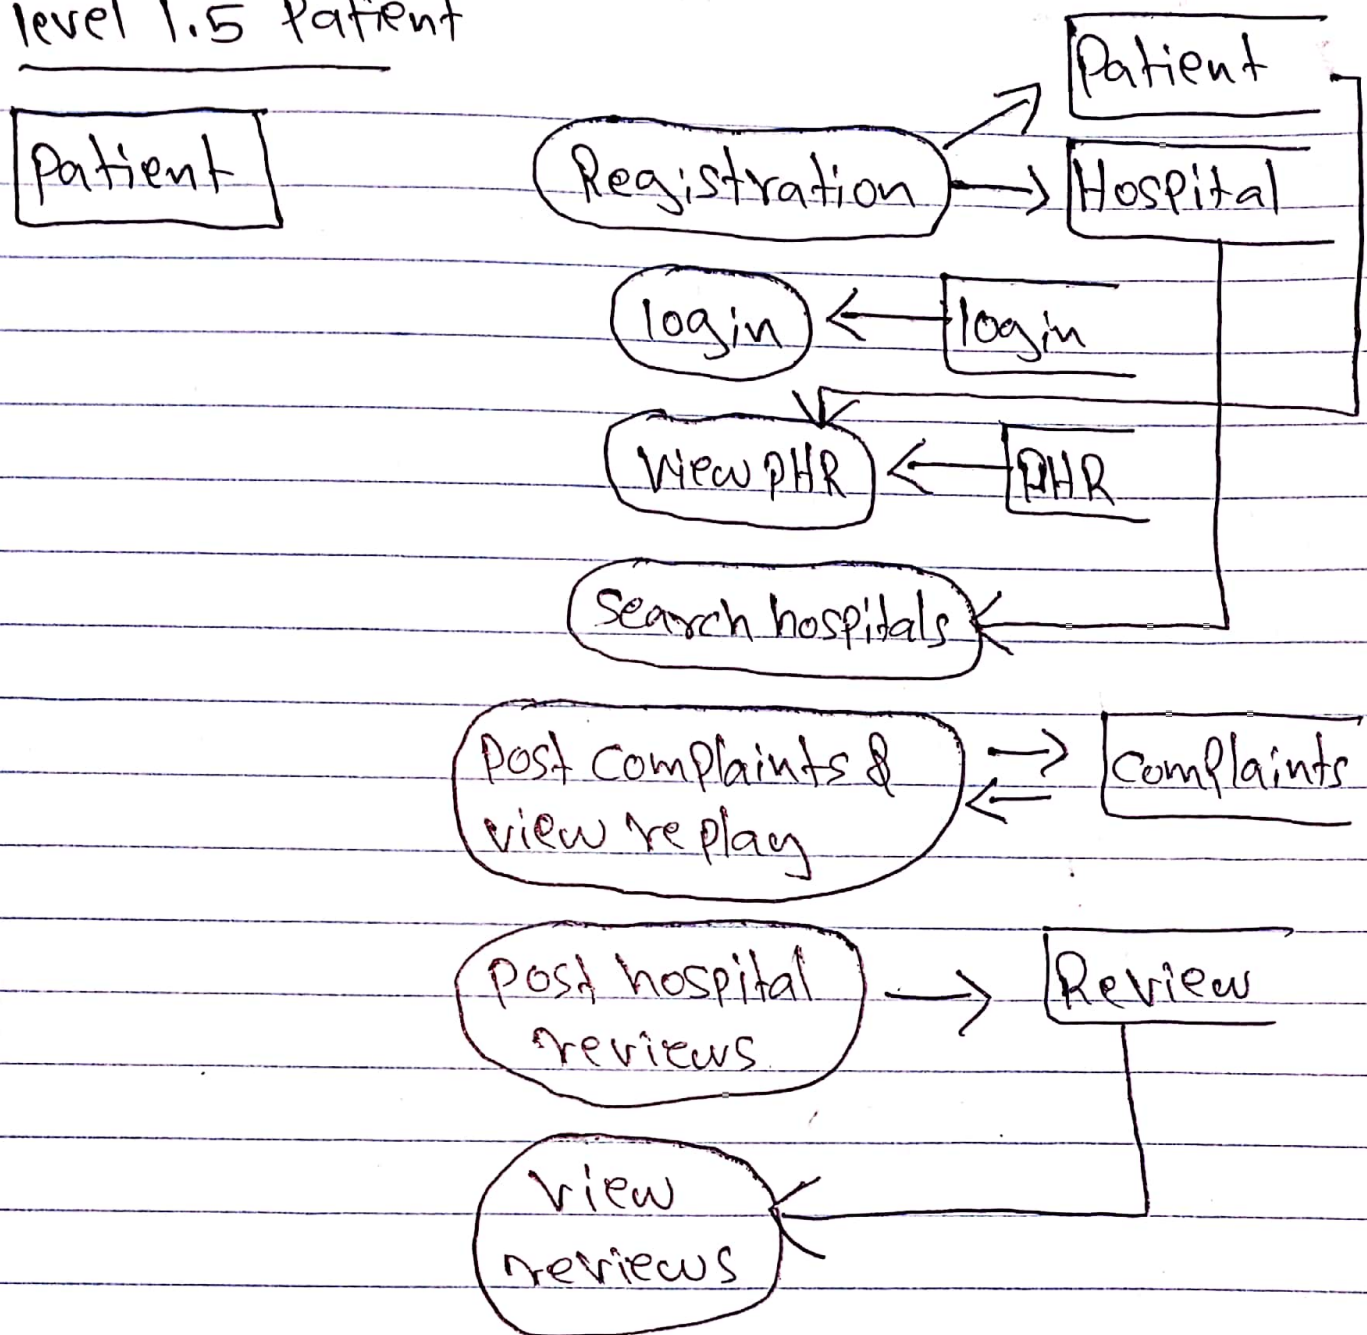 level 1.5 Patient
Patient
Patient
Registration
Hospital
login
login
View PHR
PHR
Search hospitals
Post Complaints &
view replay
Complaints
Post hospital
reviews
Review
View
reviews